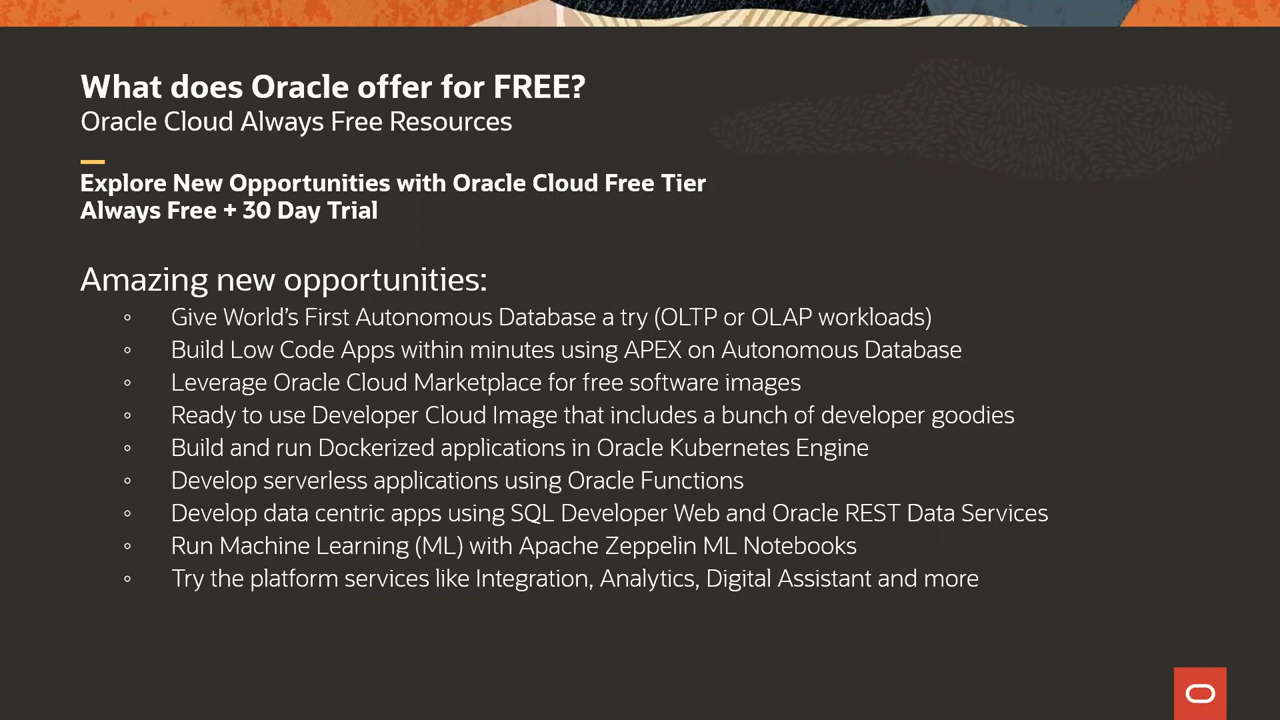 What does Oracle offer for FREE?
Oracle Cloud Always Free Resources
Explore New Opportunities with Oracle Cloud Free Tier
Always Free + 30 Day Trial
Amazing new opportunities:
◦ Give World's First Autonomous Database a try (OLTP or OLAP workloads)
◦ Build Low Code Apps within minutes using APEX on Autonomous Database
◦ Leverage Oracle Cloud Marketplace for free software images
◦ Ready to use Developer Cloud Image that includes a bunch of developer goodies
◦ Build and run Dockerized applications in Oracle Kubernetes Engine
◦ Develop serverless applications using Oracle Functions
◦ Develop data centric apps using SQL Developer Web and Oracle REST Data Services
◦ Run Machine Learning (ML) with Apache Zeppelin ML Notebooks
◦ Try the platform services like Integration, Analytics, Digital Assistant and more